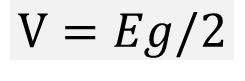 V = Eg/2